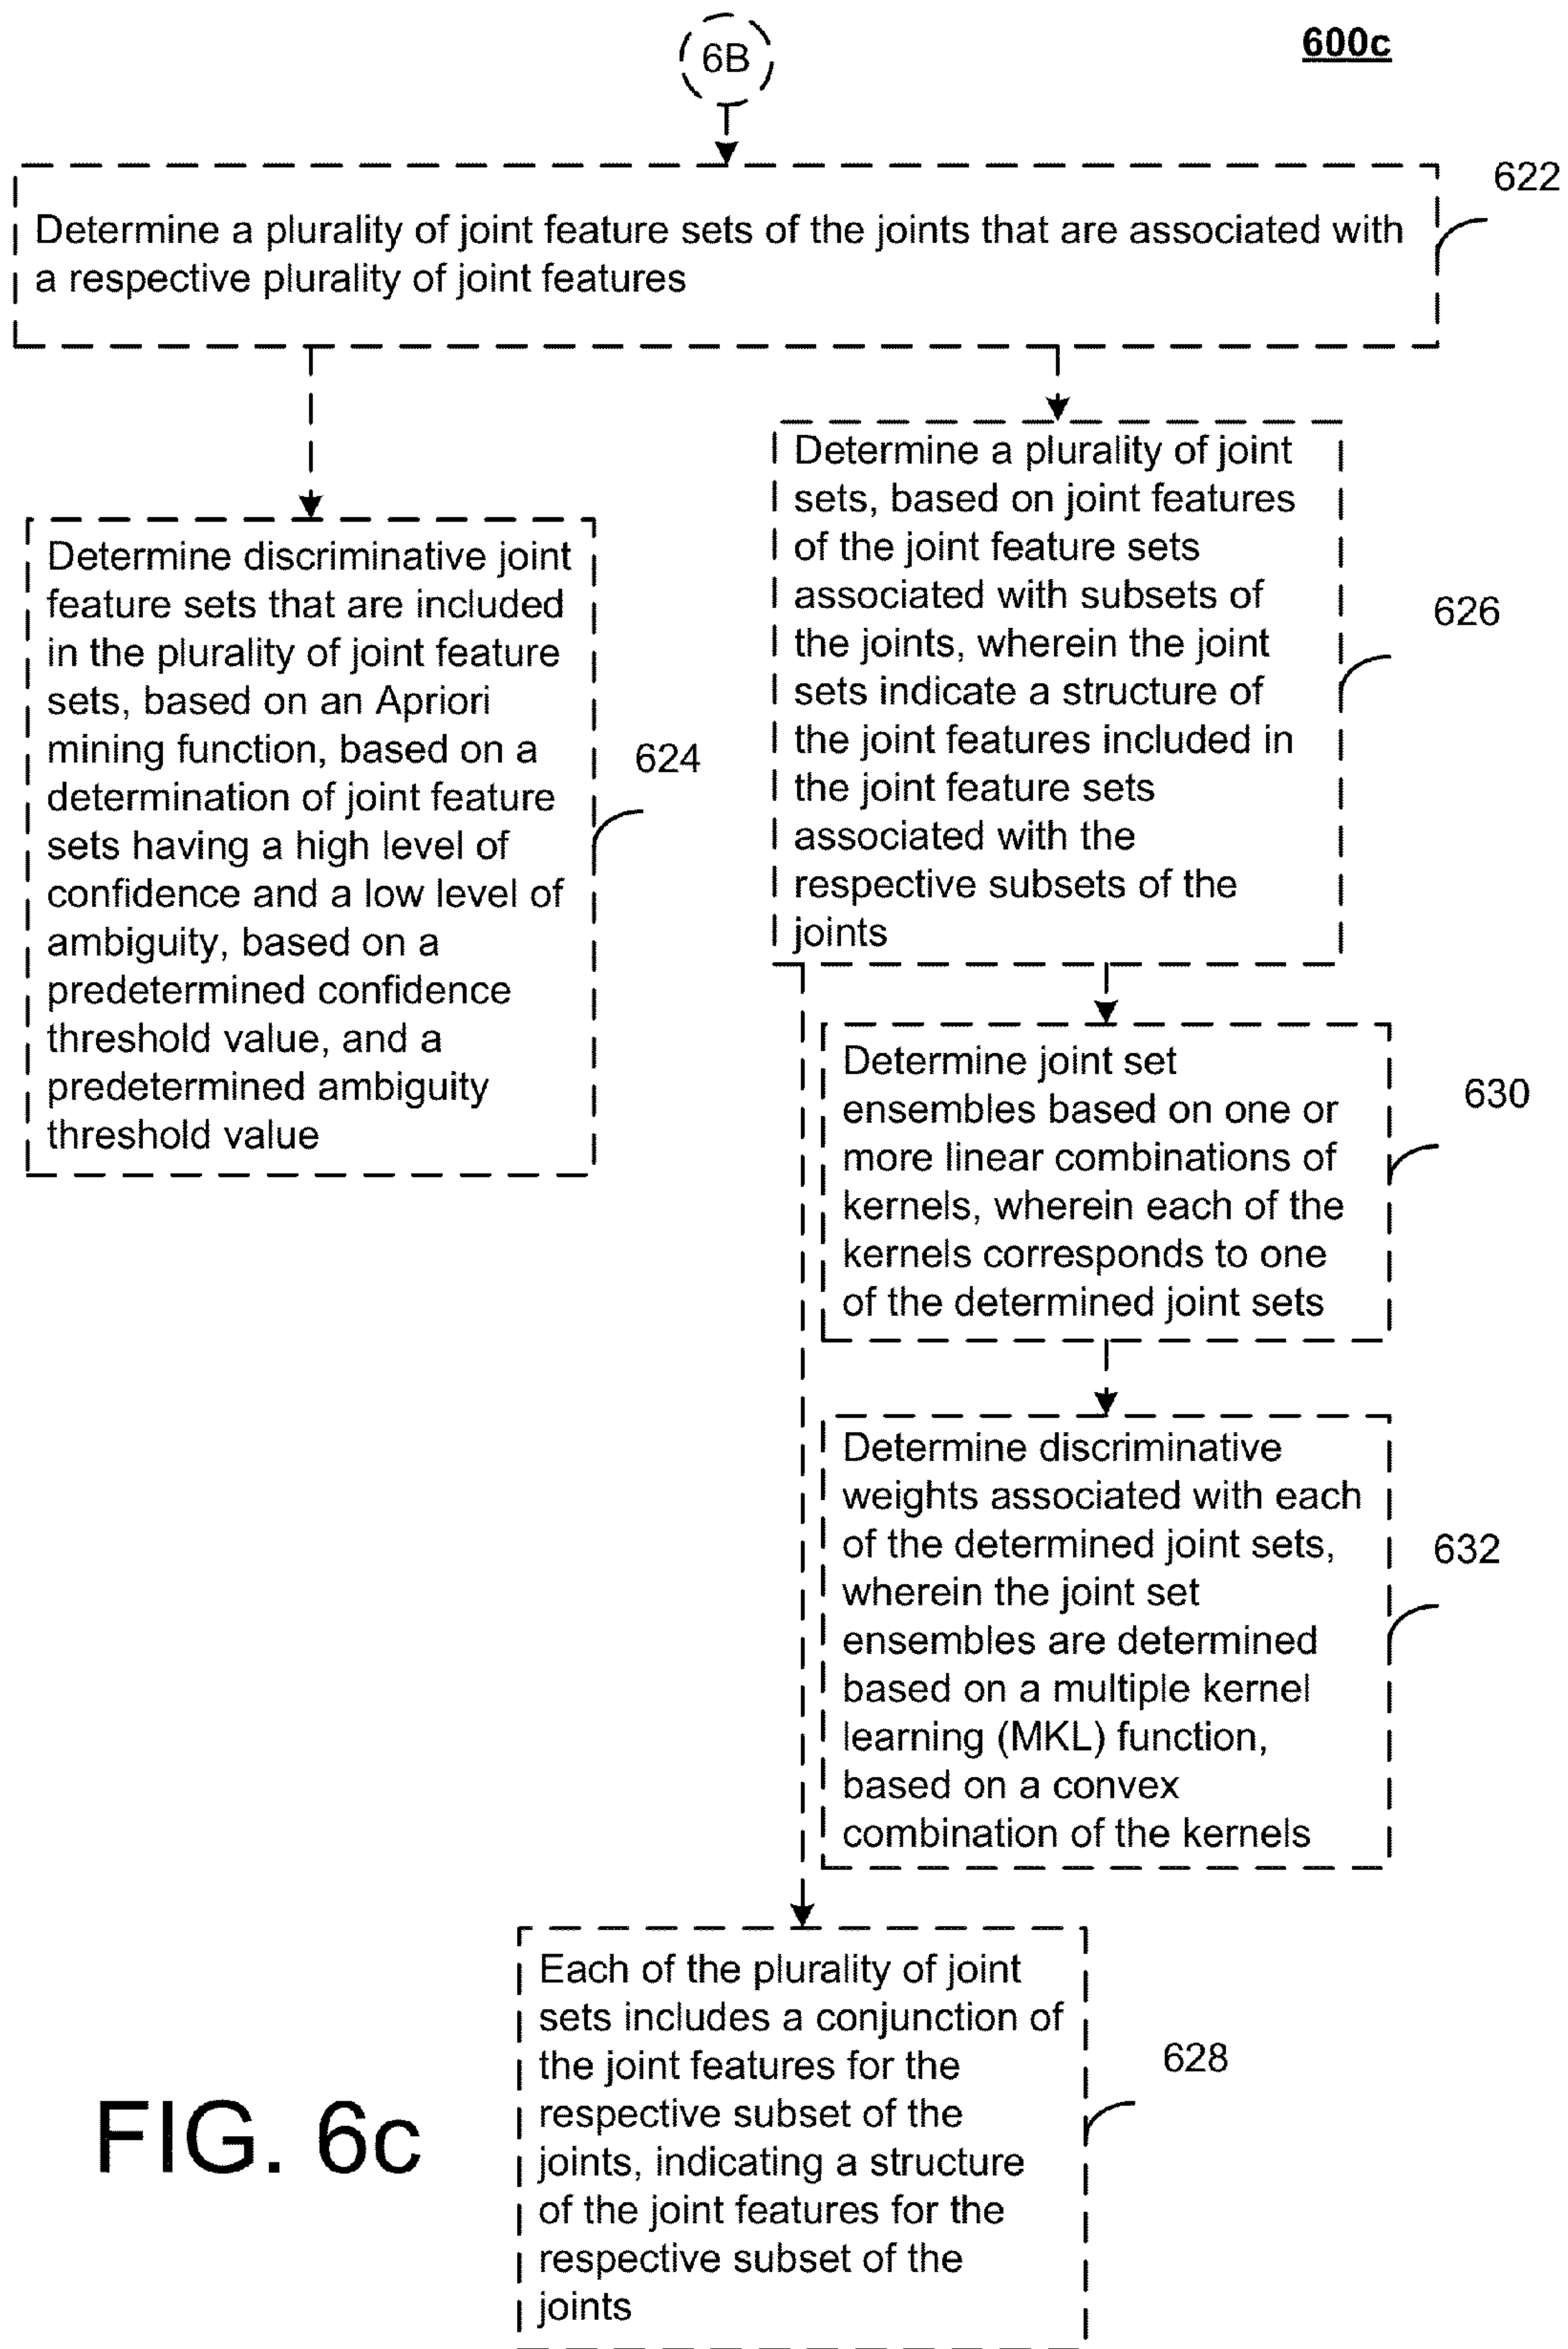 6B
600c
622
Determine a plurality of joint feature sets of the joints that are associated with
a respective plurality of joint features
Determine discriminative joint
feature sets that are included
in the plurality of joint feature
sets, based on an Apriori
mining function, based on a
determination of joint feature
sets having a high level of
confidence and a low level of
ambiguity, based on a
predetermined confidence
threshold value, and a
predetermined ambiguity
threshold value
624
Determine a plurality of joint
sets, based on joint features
of the joint feature sets
associated with subsets of
the joints, wherein the joint
sets indicate a structure of
the joint features included in
the joint feature sets
associated with the
respective subsets of the
joints
626
Determine joint set
ensembles based on one or
more linear combinations of
kernels, wherein each of the
kernels corresponds to one
of the determined joint sets
630
Determine discriminative
weights associated with each
of the determined joint sets,
wherein the joint set
ensembles are determined
based on a multiple kernel
learning (MKL) function,
based on a convex
combination of the kernels
632
Each of the plurality of joint
sets includes a conjunction of
the joint features for the
respective subset of the
joints, indicating a structure
of the joint features for the
respective subset of the
joints
628
FIG. 6c